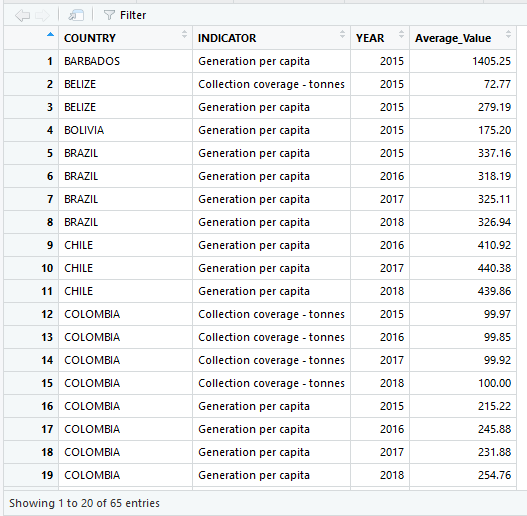 Filter
COUNTRY INDICATOR YEAR Average_Value
1 BARBADOS Generation per capita 2015 1405.25
2 BELIZE Collection coverage - tonnes 2015 72.77
3 BELIZE Generation per capita 2015 279.19
4 BOLIVIA Generation per capita 2015 175.20
5 BRAZIL Generation per capita 2015 337.16
6 BRAZIL Generation per capita 2016 318.19
7 BRAZIL Generation per capita 2017 325.11
8 BRAZIL Generation per capita 2018 326.94
9 CHILE Generation per capita 2016 410.92
10 CHILE Generation per capita 2017 440.38
11 CHILE Generation per capita 2018 439.86
12 COLOMBIA Collection coverage - tonnes 2015 99.97
13 COLOMBIA Collection coverage - tonnes 2016 99.85
14 COLOMBIA Collection coverage - tonnes 2017 99.92
15 COLOMBIA Collection coverage - tonnes 2018 100.00
16 COLOMBIA Generation per capita 2015 215.22
17 COLOMBIA Generation per capita 2016 245.88
18 COLOMBIA Generation per capita 2017 231.88
19 COLOMBIA Generation per capita 2018 254.76
Showing 1 to 20 of 65 entries